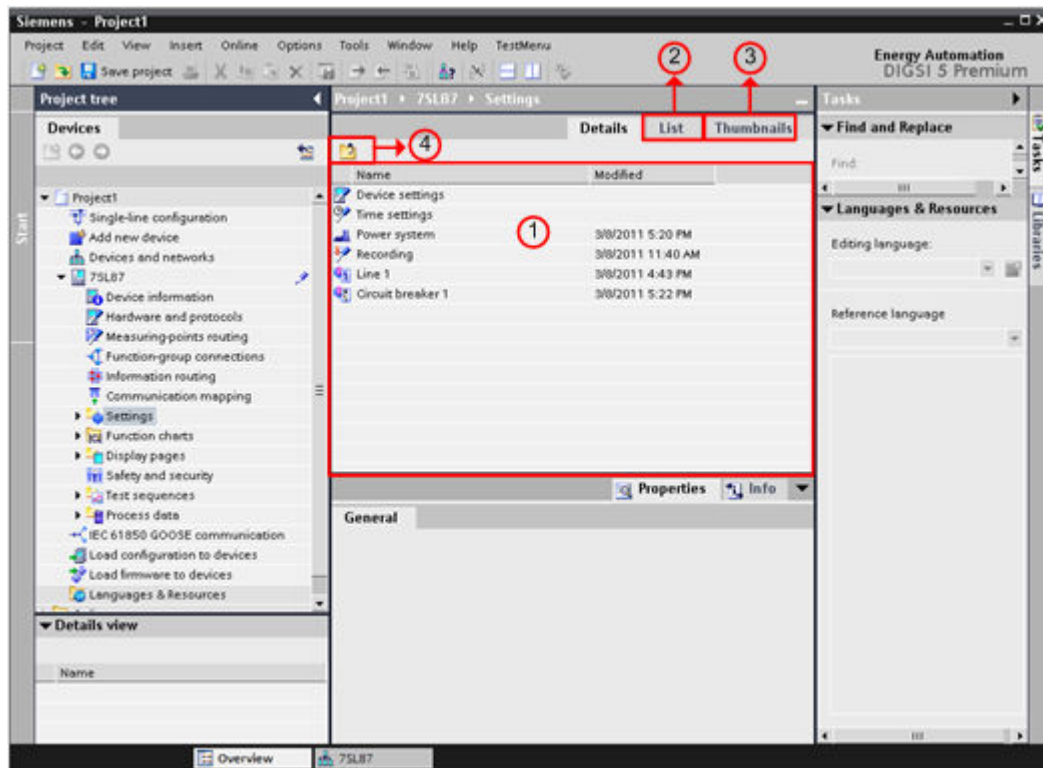 Siemens - Project1
Project Edit View Insert Online Options Tools Window Help TestMenu
Save project
Energy Automation
DIGSI 5 Premium
2
3
Project tree
Project1 ▸ 7SL87 ▸ Settings
Tasks
Devices
Details List Thumbnails
Find and Replace
4
Find:
Name Modified
Device settings
Time settings
Power system 3/8/2011 5:20 PM
Recording 3/8/2011 11:40 AM
Line 1 3/8/2011 4:43 PM
Circuit breaker 1 3/8/2011 5:22 PM
1
Project1
Single-line configuration
Add new device
Devices and networks
7SL87
Device information
Hardware and protocols
Measuring-points routing
Function-group connections
Information routing
Communication mapping
Settings
Function charts
Display pages
Safety and security
Test sequences
Process data
IEC 61850 GOOSE communication
Load configuration to devices
Load firmware to devices
Languages & Resources
Languages & Resources
Editing language:
Reference language
Start
Tasks
Libraries
Properties Info
General
Details view
Name
Overview 7SL87